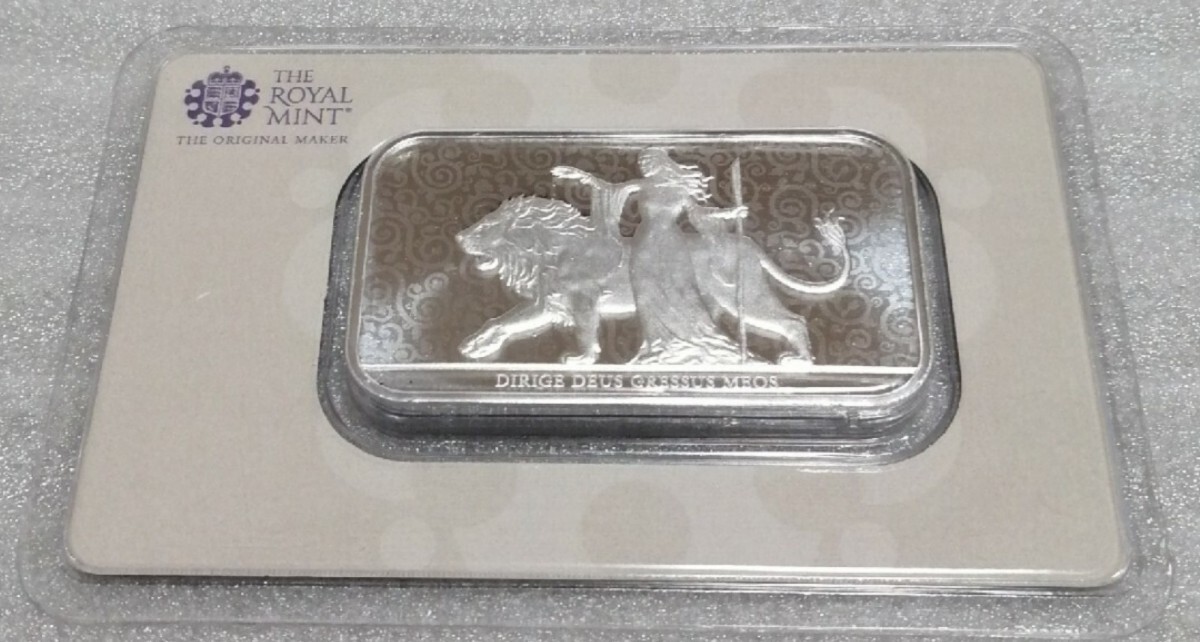 THE
ROYAL
MINT®
THE ORIGINAL MAKER
DIRIGE DEUS GRESSUS MEOS